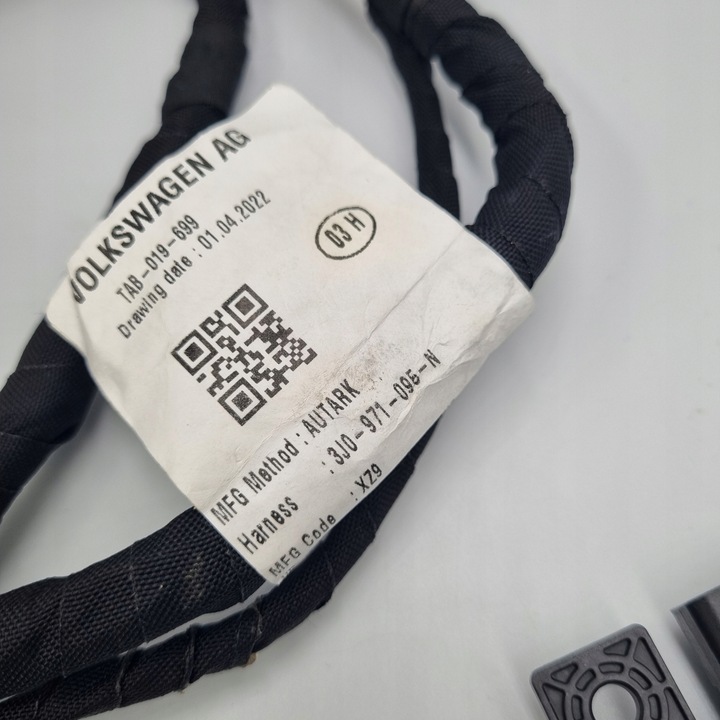 VOLKSWAGEN AG
TAB-019-699
Drawing date : 01.04.2022
03 H
MFG Method : AUTARK
Harness : 3J0-971-095-N
MFG Code : XZ9